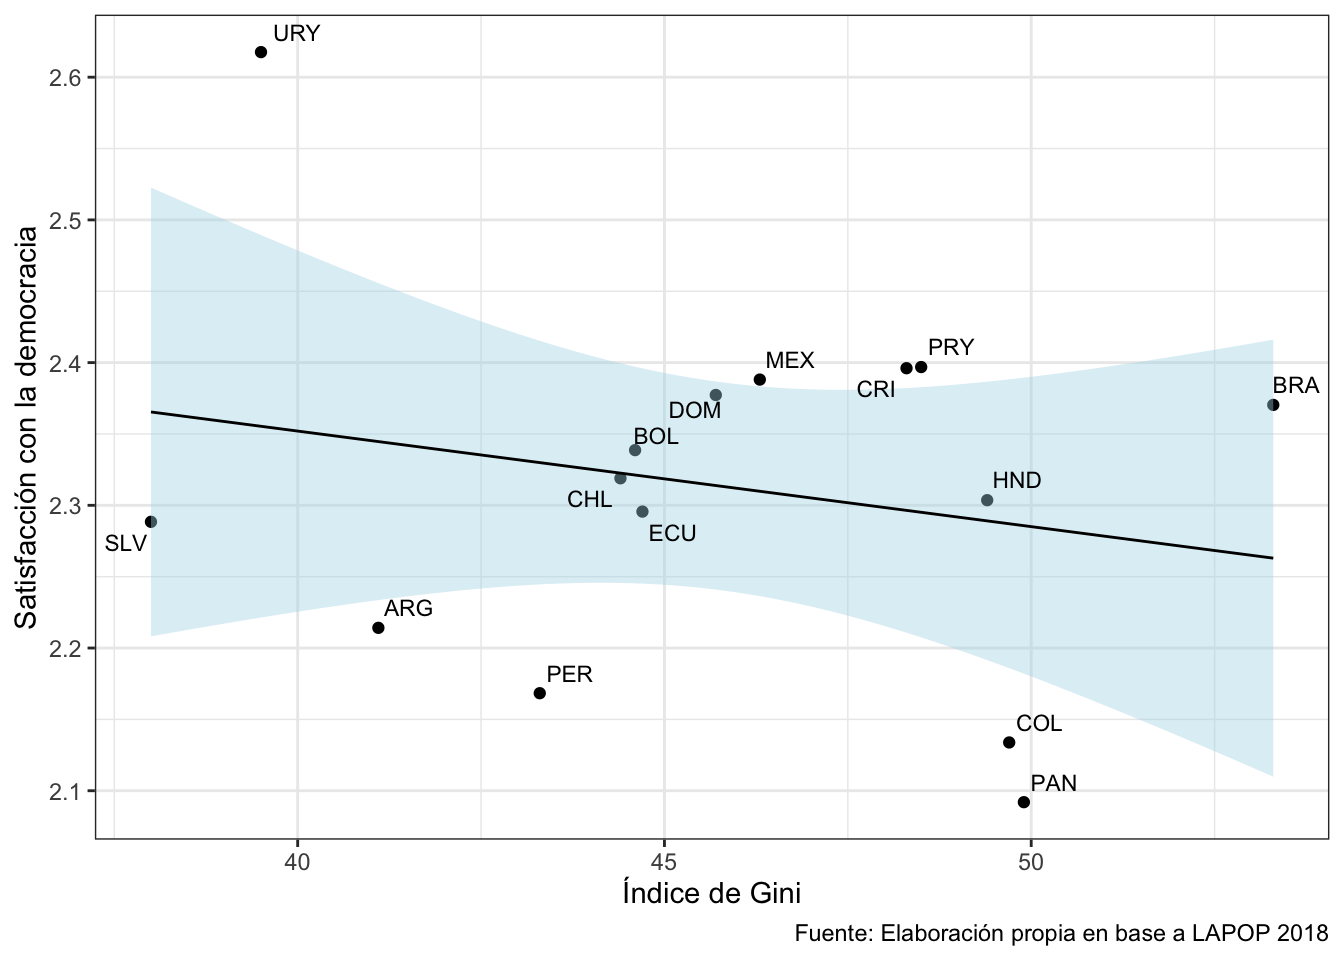 URY
2.6
2.5
2.4
2.3
2.2
2.1
Satisfacción con la democracia
MEX
PRY
CRI
BRA
DOM
BOL
CHL
HND
ECU
SLV
ARG
PER
COL
PAN
40
45
50
Índice de Gini
Fuente: Elaboración propia en base a LAPOP 2018